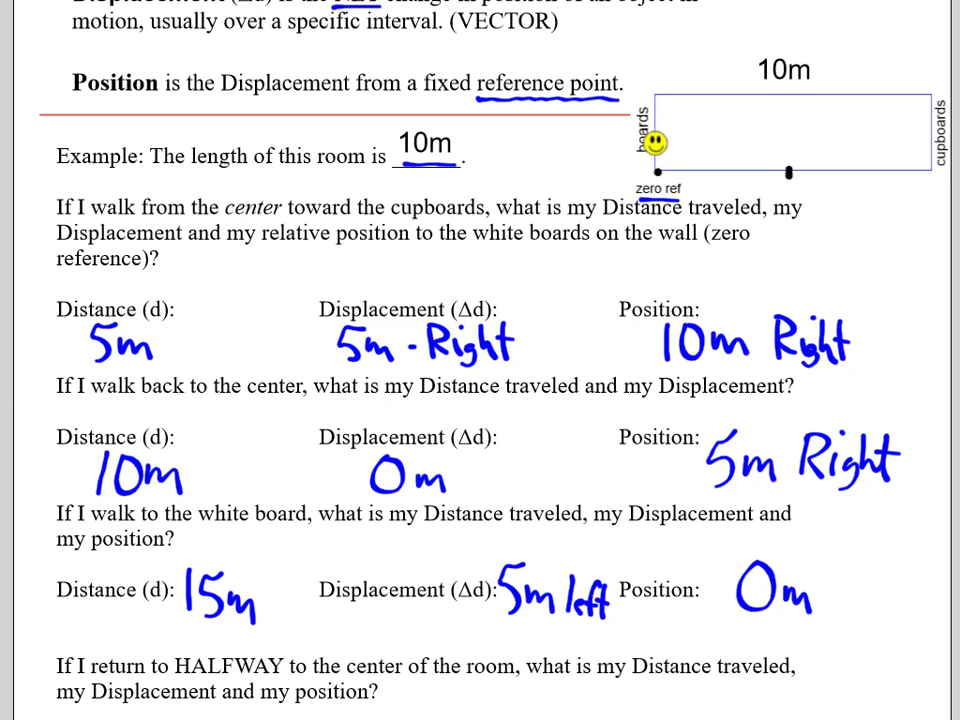 motion, usually over a specific interval. (VECTOR)
Position is the Displacement from a fixed reference point.
10m
boards
cupboards
zero ref
Example: The length of this room is 10m.
If I walk from the center toward the cupboards, what is my Distance traveled, my
Displacement and my relative position to the white boards on the wall (zero
reference)?
Distance (d): Displacement (Δd): Position:
5m 5m - Right 10m Right
If I walk back to the center, what is my Distance traveled and my Displacement?
Distance (d): Displacement (Δd): Position:
10m 0m 5m Right
If I walk to the white board, what is my Distance traveled, my Displacement and
my position?
Distance (d): 15m Displacement (Δd): 5m left Position: 0m
If I return to HALFWAY to the center of the room, what is my Distance traveled,
my Displacement and my position?